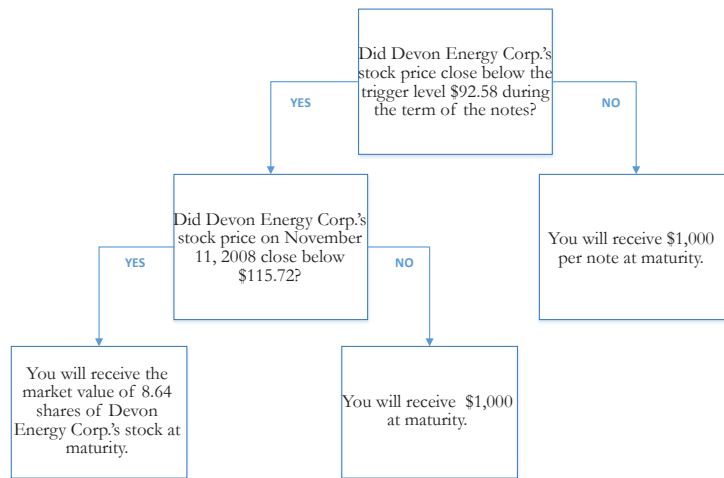 Did Devon Energy Corp.'s
stock price close below the
trigger level $92.58 during
the term of the notes?
YES
NO
Did Devon Energy Corp.'s
stock price on November
11, 2008 close below
$115.72?
You will receive $1,000
per note at maturity.
YES
NO
You will receive the
market value of 8.64
shares of Devon
Energy Corp.'s stock at
maturity.
You will receive $1,000
at maturity.